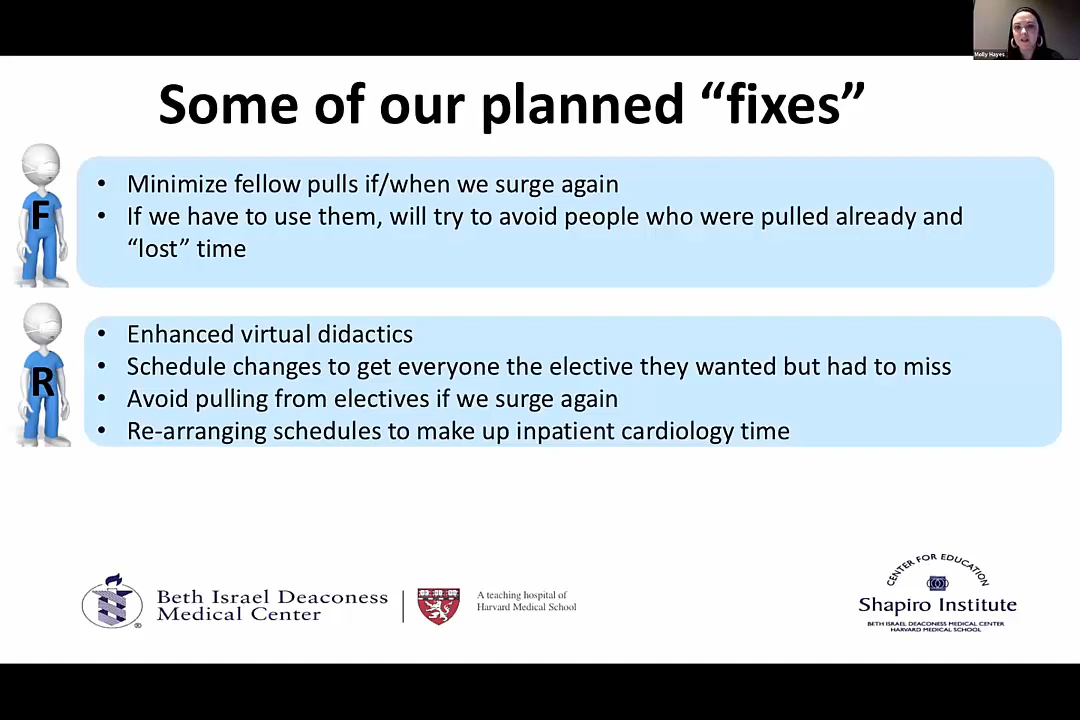 Molly Hayes
Some of our planned “fixes”
F
• Minimize fellow pulls if/when we surge again
• If we have to use them, will try to avoid people who were pulled already and
“lost” time
R
• Enhanced virtual didactics
• Schedule changes to get everyone the elective they wanted but had to miss
• Avoid pulling from electives if we surge again
• Re-arranging schedules to make up inpatient cardiology time
Beth Israel Deaconess
Medical Center
®
A teaching hospital of
Harvard Medical School
CENTER FOR EDUCATION
Shapiro Institute
BETH ISRAEL DEACONESS MEDICAL CENTER
HARVARD MEDICAL SCHOOL